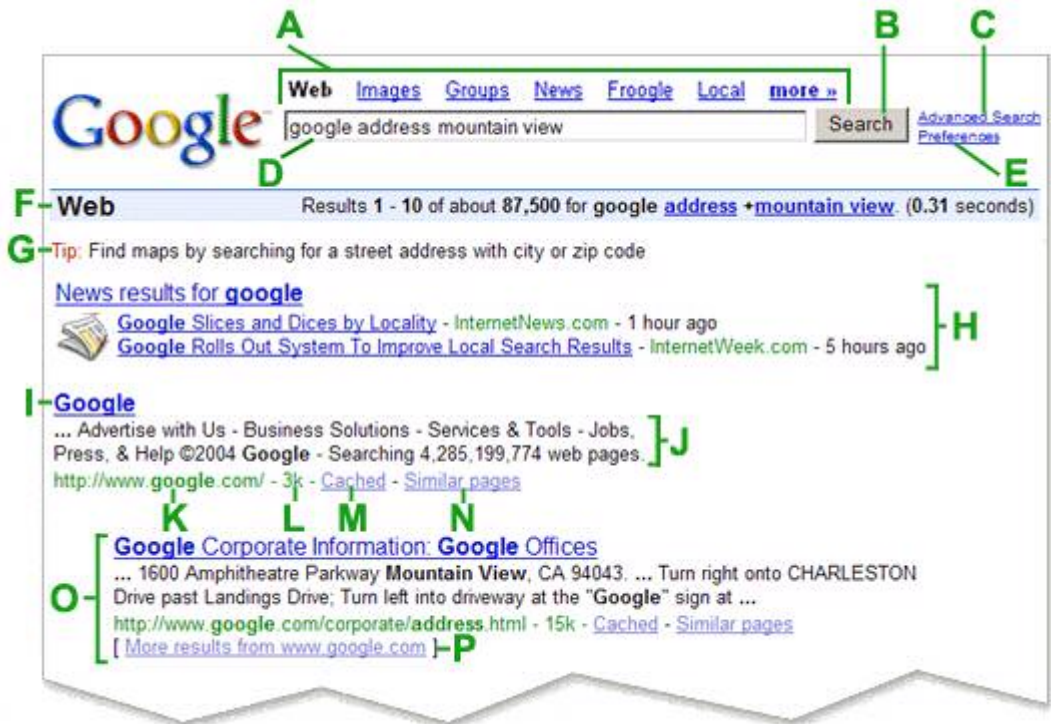 A B C
Web Images Groups News Froogle Local more »
Google™ google address mountain view Search Advanced Search
Preferences
D E
F Web Results 1 - 10 of about 87,500 for google address +mountain view. (0.31 seconds)
G Tip: Find maps by searching for a street address with city or zip code
News results for google
Google Slices and Dices by Locality - InternetNews.com - 1 hour ago
H
Google Rolls Out System To Improve Local Search Results - InternetWeek.com - 5 hours ago
I Google
... Advertise with Us - Business Solutions - Services & Tools - Jobs,
J
Press, & Help ©2004 Google - Searching 4,285,199,774 web pages.
http://www.google.com/ - 3k - Cached - Similar pages
K L M N
Google Corporate Information: Google Offices
... 1600 Amphitheatre Parkway Mountain View, CA 94043. ... Turn right onto CHARLESTON
O
Drive past Landings Drive; Turn left into driveway at the "Google" sign at ...
http://www.google.com/corporate/address.html - 15k - Cached - Similar pages
[ More results from www.google.com ] P